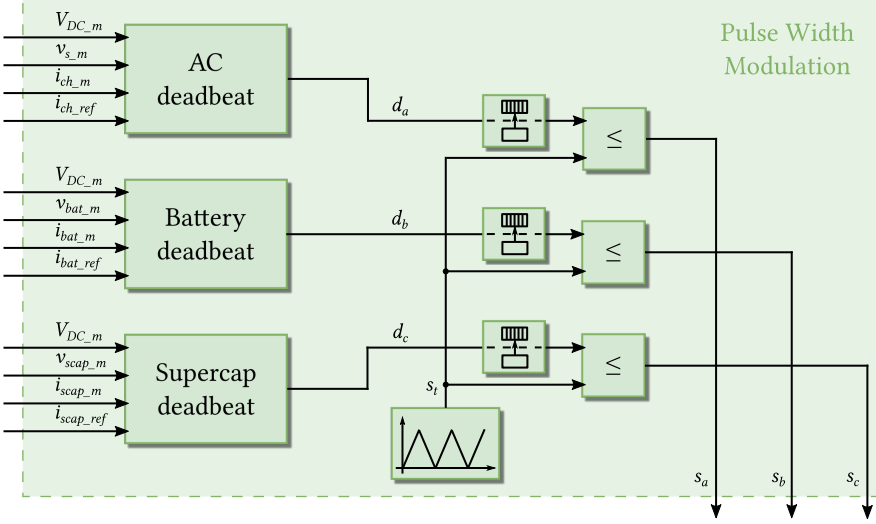 Pulse Width
Modulation
V_DC_m
v_s_m
i_ch_m
i_ch_ref
AC
deadbeat
d_a
≤
V_DC_m
v_bat_m
i_bat_m
i_bat_ref
Battery
deadbeat
d_b
≤
V_DC_m
v_scap_m
i_scap_m
i_scap_ref
Supercap
deadbeat
d_c
≤
s_t
s_a
s_b
s_c